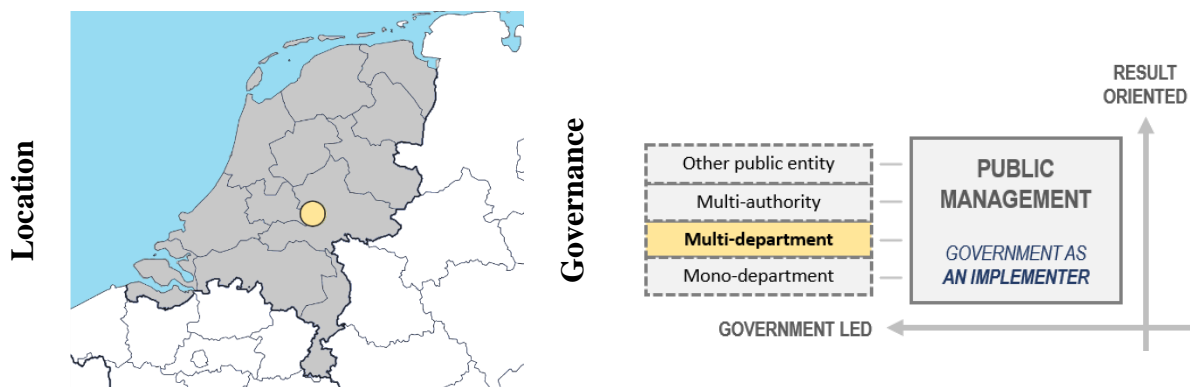 Location
Governance
Other public entity
Multi-authority
Multi-department
Mono-department
PUBLIC
MANAGEMENT
GOVERNMENT AS
AN IMPLEMENTER
RESULT
ORIENTED
GOVERNMENT LED